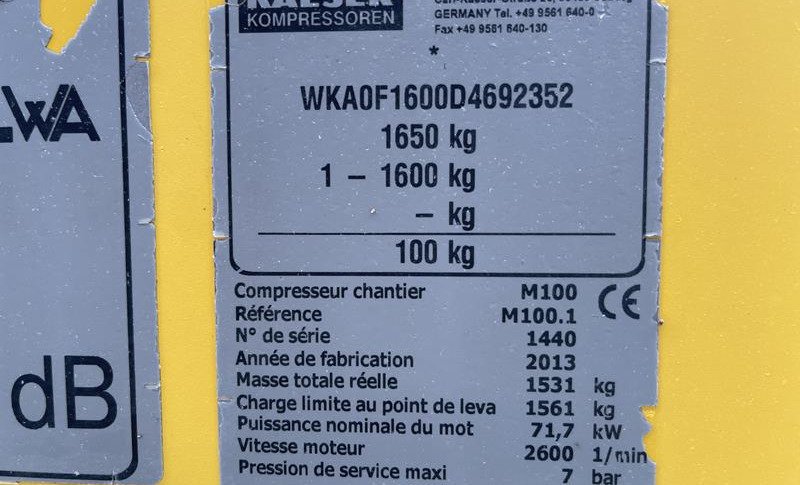 KAESER
KOMPRESSOREN
GERMANY Tel. +49 9561 640-0
Fax +49 9561 640-130
*
WKA0F1600D4692352
1650 kg
1 – 1600 kg
– kg
100 kg
Compresseur chantier M100 CE
Référence M100.1
N° de série 1440
Année de fabrication 2013
Masse totale réelle 1531 kg
Charge limite au point de leva 1561 kg
Puissance nominale du mot 71,7 kW
Vitesse moteur 2600 1/min
Pression de service maxi 7 bar
LWA
dB